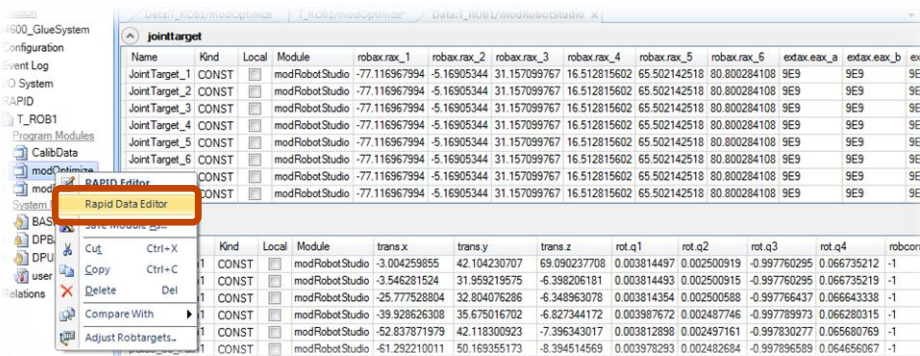 Data:T_ROB1/modOptimize T_ROB1/modOptimize* Data:T_ROB1/modRobotStudio x
4600_GlueSystem
Configuration
Event Log
I/O System
RAPID
T_ROB1
Program Modules
CalibData
modOptimize
System
user
Relations
jointtarget
Name Kind Local Module robax.rax_1 robax.rax_2 robax.rax_3 robax.rax_4 robax.rax_5 robax.rax_6 extax.eax_a extax.eax_b
JointTarget_1 CONST modRobotStudio -77.116967994 -5.16905344 31.157099767 16.512815602 65.502142518 80.800284108 9E9 9E9 9E
JointTarget_2 CONST modRobotStudio -77.116967994 -5.16905344 31.157099767 16.512815602 65.502142518 80.800284108 9E9 9E9 9E
JointTarget_3 CONST modRobotStudio -77.116967994 -5.16905344 31.157099767 16.512815602 65.502142518 80.800284108 9E9 9E9 9E
JointTarget_4 CONST modRobotStudio -77.116967994 -5.16905344 31.157099767 16.512815602 65.502142518 80.800284108 9E9 9E9 9E
JointTarget_5 CONST modRobotStudio -77.116967994 -5.16905344 31.157099767 16.512815602 65.502142518 80.800284108 9E9 9E9 9E
JointTarget_6 CONST modRobotStudio -77.116967994 -5.16905344 31.157099767 16.512815602 65.502142518 80.800284108 9E9 9E9 9E
CONST modRobotStudio -77.116967994 -5.16905344 31.157099767 16.512815602 65.502142518 80.800284108 9E9 9E9 9E
CONST modRobotStudio -77.116967994 -5.16905344 31.157099767 16.512815602 65.502142518 80.800284108 9E9 9E9 9E
RAPID Editor
Rapid Data Editor
Save Module As...
Cut Ctrl+X
Copy Ctrl+C
Delete Del
Compare With
Adjust Robtargets..
Kind Local Module trans.x trans.y trans.z rot.q1 rot.q2 rot.q3 rot.q4 robcon
CONST modRobotStudio -3.004259855 42.104230707 69.090237708 0.003814497 0.002500919 -0.997760295 0.066735212 -1
CONST modRobotStudio -3.546281524 31.959219575 -6.398206181 0.003814493 0.002500915 -0.997760295 0.066735219 -1
CONST modRobotStudio -25.777528804 32.804076286 -6.348963078 0.003814354 0.002500588 -0.997766437 0.066643338 -1
CONST modRobotStudio -39.928626308 35.675016702 -6.827344172 0.003987672 0.002487746 -0.997789973 0.066280315 -1
CONST modRobotStudio -52.837871979 42.118300923 -7.396343017 0.003812898 0.002497161 -0.997830277 0.065680769 -1
CONST modRobotStudio -61.292210011 50.169355173 -8.394514569 0.003978293 0.002482684 -0.997896589 0.064656067 -1